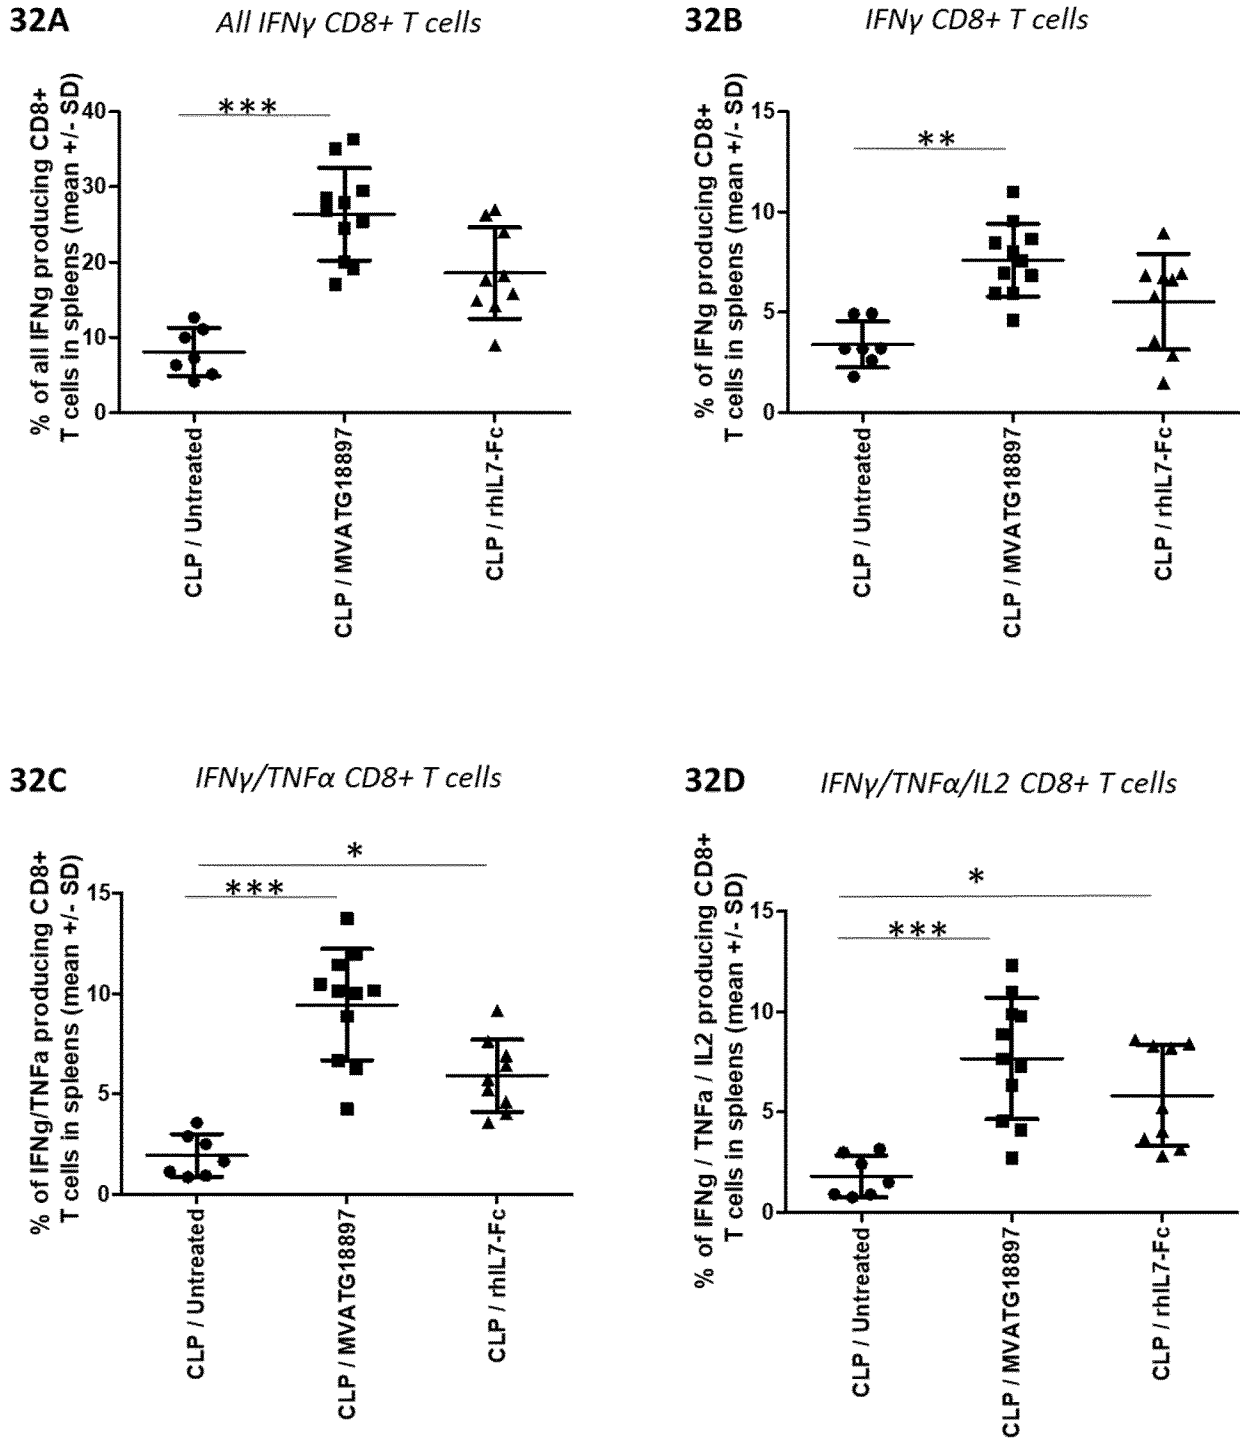 32A
All IFNγ CD8+ T cells
% of all IFNg producing CD8+
T cells in spleens (mean +/- SD)
40
30
20
10
0
***
CLP / Untreated
CLP / MVATG18897
CLP / rhIL7-Fc
32B
IFNγ CD8+ T cells
% of IFNg producing CD8+
T cells in spleens (mean +/- SD)
15
10
5
0
**
CLP / Untreated
CLP / MVATG18897
CLP / rhIL7-Fc
32C
IFNγ/TNFα CD8+ T cells
% of IFNg/TNFa producing CD8+
T cells in spleens (mean +/- SD)
15
10
5
0
*
***
CLP / Untreated
CLP / MVATG18897
CLP / rhIL7-Fc
32D
IFNγ/TNFα/IL2 CD8+ T cells
% of IFNg / TNFa / IL2 producing CD8+
T cells in spleens (mean +/- SD)
15
10
5
0
*
***
CLP / Untreated
CLP / MVATG18897
CLP / rhIL7-Fc